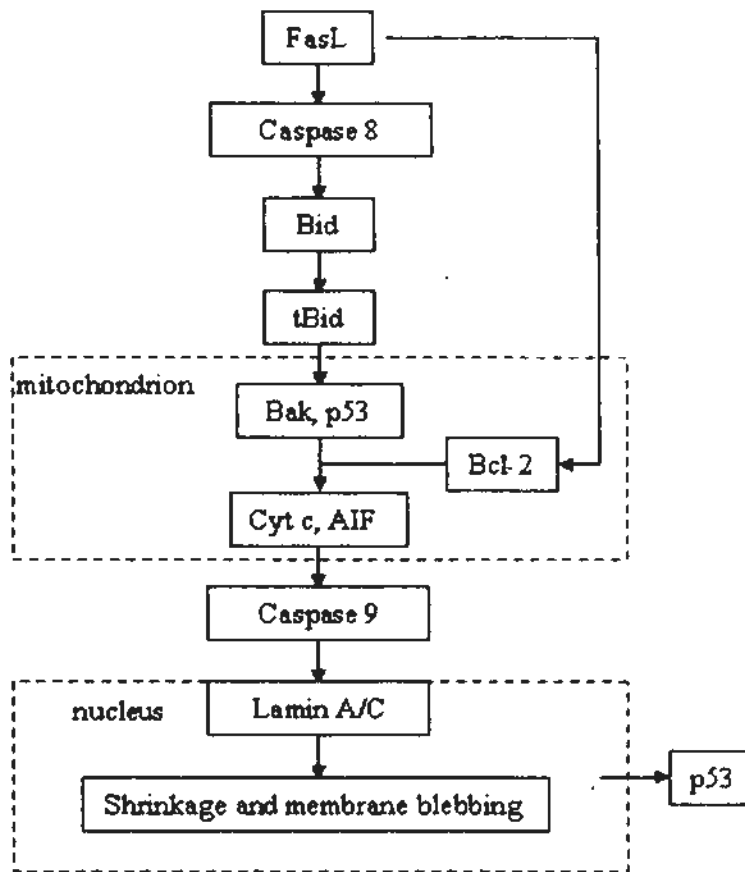 FasL
Caspase 8
Bid
tBid
mitochondrion
Bak, p53
Bcl-2
Cyt c, AIF
Caspase 9
nucleus
Lamin A/C
Shrinkage and membrane blebbing
p53